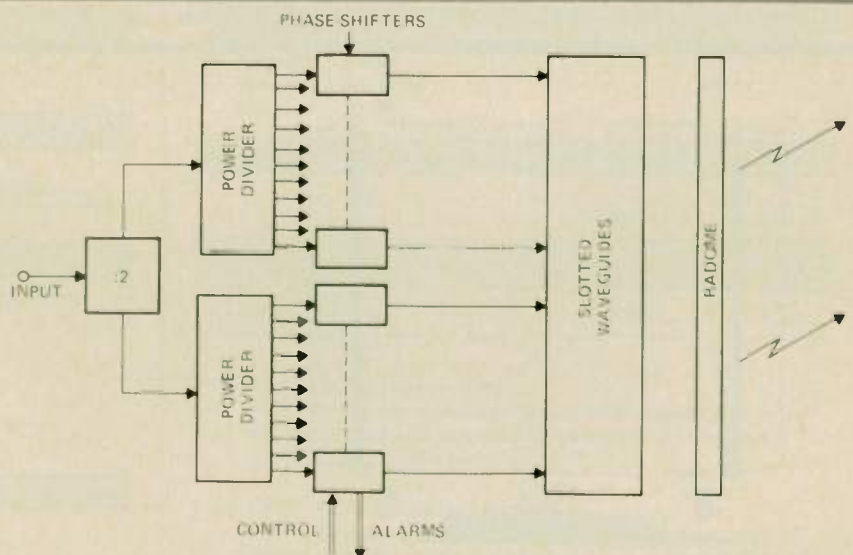 PHASE SHIFTERS
POWER
DIVIDER
:2
INPUT
POWER
DIVIDER
SLOTTED
WAVEGUIDES
RADOME
CONTROL
ALARMS